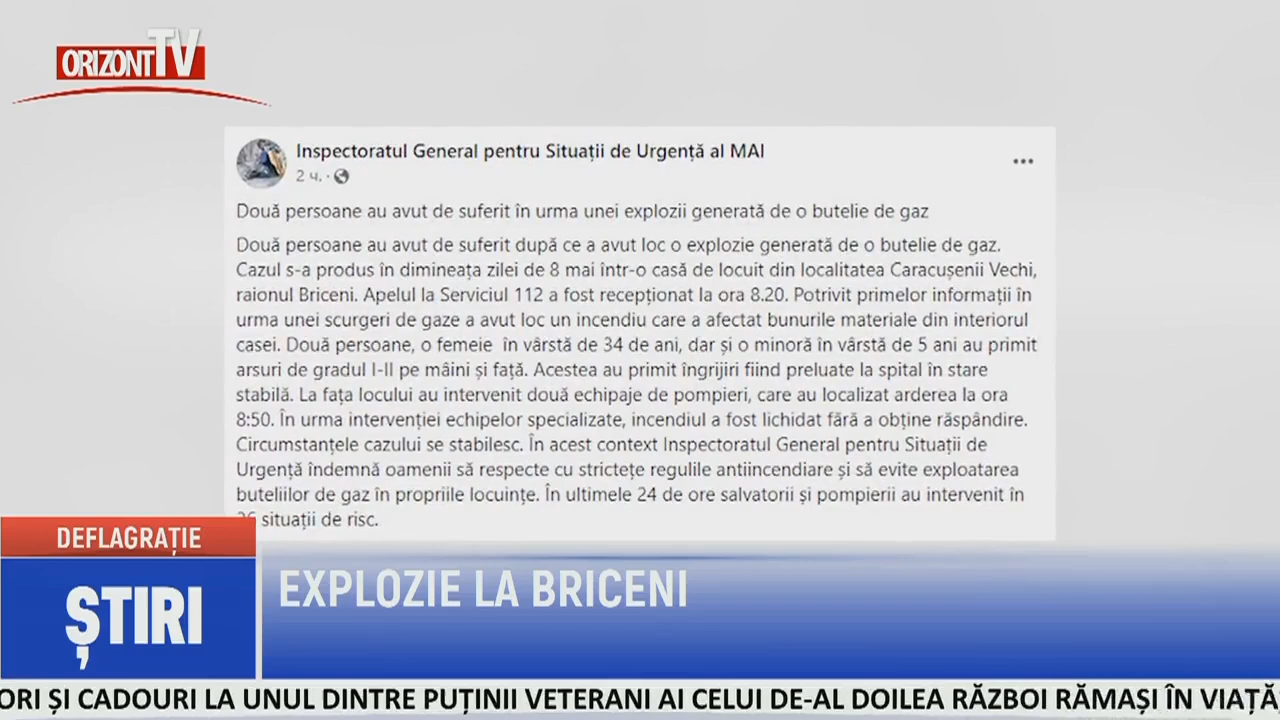 ORIZONT TV
Inspectoratul General pentru Situații de Urgență al MAI
2 ч. ·
Două persoane au avut de suferit în urma unei explozii generată de o butelie de gaz
Două persoane au avut de suferit după ce a avut loc o explozie generată de o butelie de gaz.
Cazul s-a produs în dimineața zilei de 8 mai într-o casă de locuit din localitatea Caracușenii Vechi,
raionul Briceni. Apelul la Serviciul 112 a fost recepționat la ora 8.20. Potrivit primelor informații în
urma unei scurgeri de gaze a avut loc un incendiu care a afectat bunurile materiale din interiorul
casei. Două persoane, o femeie  în vârstă de 34 de ani, dar și o minoră în vârstă de 5 ani au primit
arsuri de gradul I-II pe mâini și față. Acestea au primit îngrijiri fiind preluate la spital în stare
stabilă. La fața locului au intervenit două echipaje de pompieri, care au localizat arderea la ora
8:50. În urma intervenției echipelor specializate, incendiul a fost lichidat fără a obține răspândire.
Circumstanțele cazului se stabilesc. În acest context Inspectoratul General pentru Situații de
Urgență îndemnă oamenii să respecte cu strictețe regulile antiincendiare și să evite exploatarea
buteliilor de gaz în propriile locuințe. În ultimele 24 de ore salvatorii și pompierii au intervenit în
situații de risc.
DEFLAGRAȚIE
ȘTIRI
EXPLOZIE LA BRICENI
ORI ȘI CADOURI LA UNUL DINTRE PUȚINII VETERANI AI CELUI DE-AL DOILEA RĂZBOI RĂMAȘI ÎN VIAȚĂ